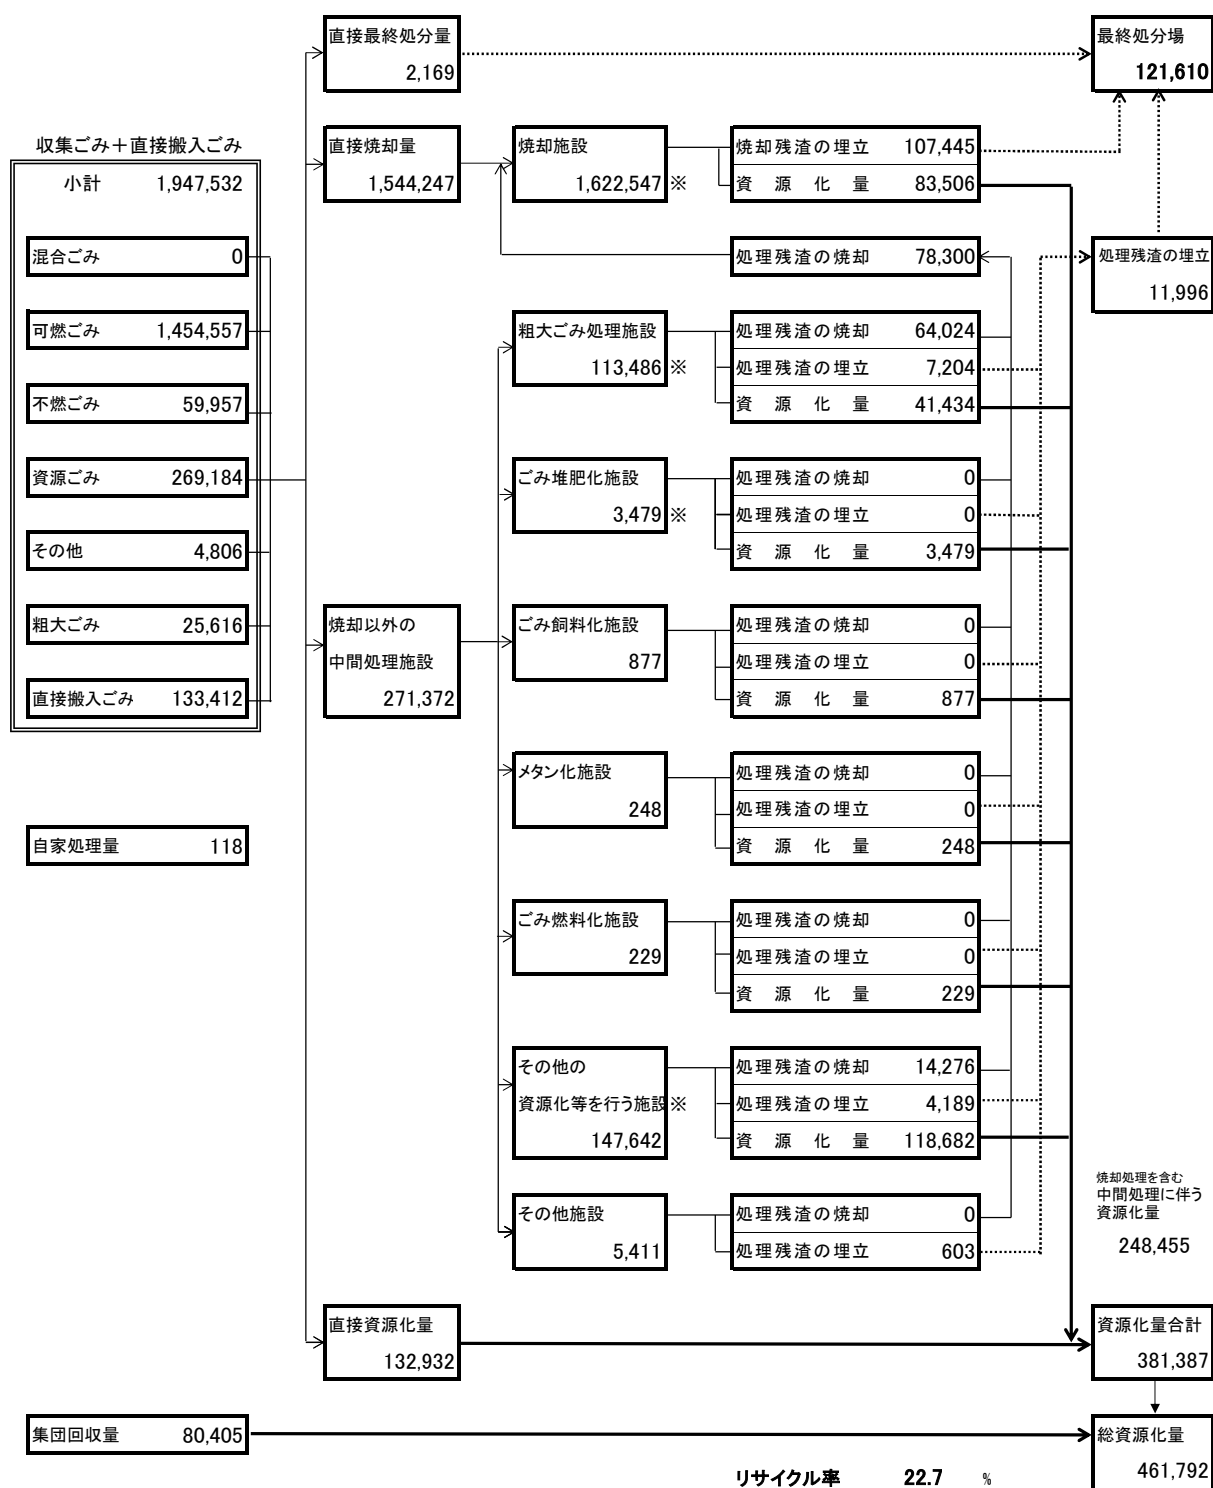 直接最終処分量
2,169
最終処分場
121,610
収集ごみ＋直接搬入ごみ
小計 1,947,532
混合ごみ 0
可燃ごみ 1,454,557
不燃ごみ 59,957
資源ごみ 269,184
その他 4,806
粗大ごみ 25,616
直接搬入ごみ 133,412
自家処理量 118
直接焼却量
1,544,247
焼却施設
1,622,547 ※
焼却残渣の埋立 107,445
資源化量 83,506
処理残渣の焼却 78,300
処理残渣の埋立
11,996
焼却以外の
中間処理施設
271,372
粗大ごみ処理施設
113,486 ※
処理残渣の焼却 64,024
処理残渣の埋立 7,204
資源化量 41,434
ごみ堆肥化施設
3,479 ※
処理残渣の焼却 0
処理残渣の埋立 0
資源化量 3,479
ごみ飼料化施設
877
処理残渣の焼却 0
処理残渣の埋立 0
資源化量 877
メタン化施設
248
処理残渣の焼却 0
処理残渣の埋立 0
資源化量 248
ごみ燃料化施設
229
処理残渣の焼却 0
処理残渣の埋立 0
資源化量 229
その他の
資源化等を行う施設※
147,642
処理残渣の焼却 14,276
処理残渣の埋立 4,189
資源化量 118,682
その他施設
5,411
処理残渣の焼却 0
処理残渣の埋立 603
焼却処理を含む
中間処理に伴う
資源化量
248,455
直接資源化量
132,932
資源化量合計
381,387
集団回収量 80,405
総資源化量
461,792
リサイクル率 22.7 %